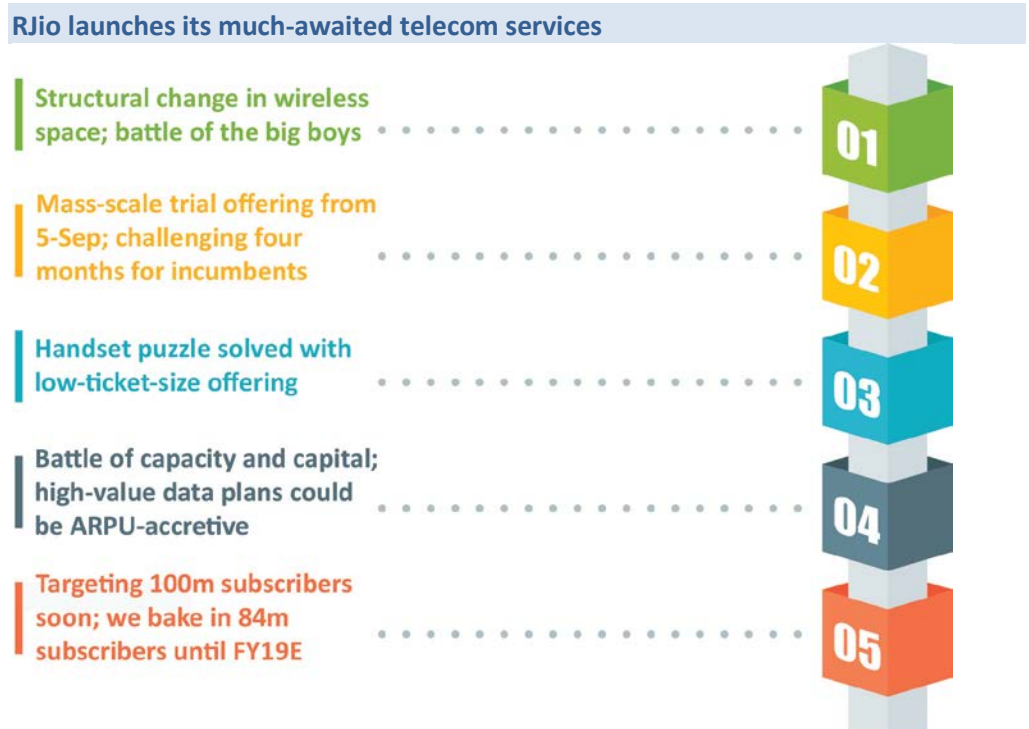 RJio launches its much-awaited telecom services
Structural change in wireless
space; battle of the big boys
01
Mass-scale trial offering from
5-Sep; challenging four
months for incumbents
02
Handset puzzle solved with
low-ticket-size offering
03
Battle of capacity and capital;
high-value data plans could
be ARPU-accretive
04
Targeting 100m subscribers
soon; we bake in 84m
subscribers until FY19E
05